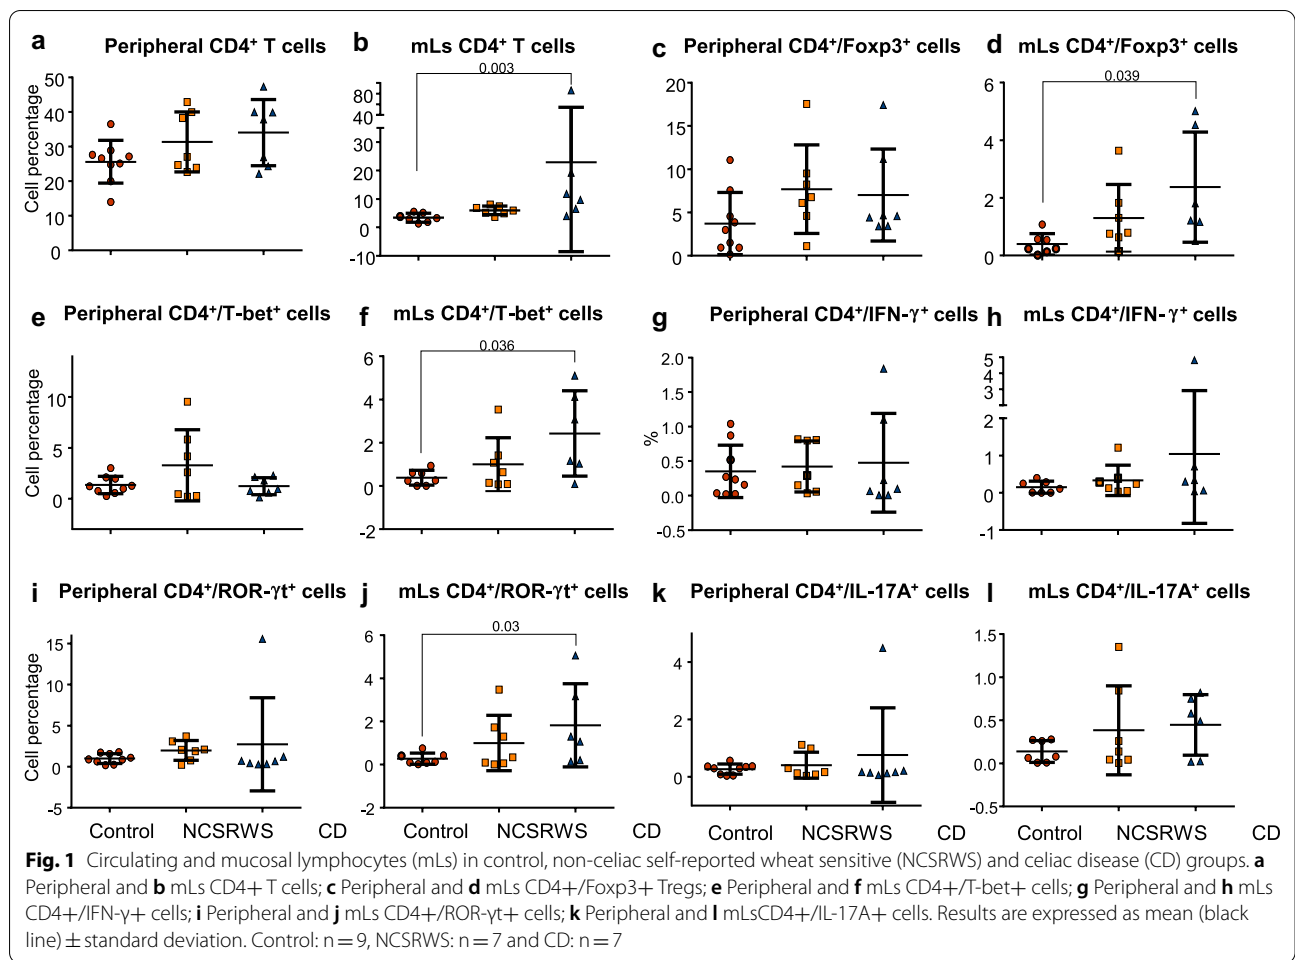 a Peripheral CD4⁺ T cells
b mLs CD4⁺ T cells
c Peripheral CD4⁺/Foxp3⁺ cells
d mLs CD4⁺/Foxp3⁺ cells
Cell percentage
50
40
30
20
10
0
0.003
80
40
30
20
10
0
-10
20
15
10
5
0
0.039
6
4
2
0
e Peripheral CD4⁺/T-bet⁺ cells
f mLs CD4⁺/T-bet⁺ cells
g Peripheral CD4⁺/IFN-γ⁺ cells
h mLs CD4⁺/IFN-γ⁺ cells
Cell percentage
10
5
0
0.036
6
4
2
0
-2
%
2.0
1.5
1.0
0.5
0.0
-0.5
5
4
3
2
2
1
0
-1
i Peripheral CD4⁺/ROR-γt⁺ cells
j mLs CD4⁺/ROR-γt⁺ cells
k Peripheral CD4⁺/IL-17A⁺ cells
l mLs CD4⁺/IL-17A⁺ cells
Cell percentage
15
10
5
0
-5
0.03
6
4
2
0
-2
4
2
0
1.5
1.0
0.5
0.0
-0.5
Control NCSRWS CD
Control NCSRWS CD
Control NCSRWS CD
Control NCSRWS CD
Fig. 1 Circulating and mucosal lymphocytes (mLs) in control, non-celiac self-reported wheat sensitive (NCSRWS) and celiac disease (CD) groups. a
Peripheral and b mLs CD4+ T cells; c Peripheral and d mLs CD4+/Foxp3+ Tregs; e Peripheral and f mLs CD4+/T-bet+ cells; g Peripheral and h mLs
CD4+/IFN-γ+ cells; i Peripheral and j mLs CD4+/ROR-γt+ cells; k Peripheral and l mLsCD4+/IL-17A+ cells. Results are expressed as mean (black
line) ± standard deviation. Control: n = 9, NCSRWS: n = 7 and CD: n = 7